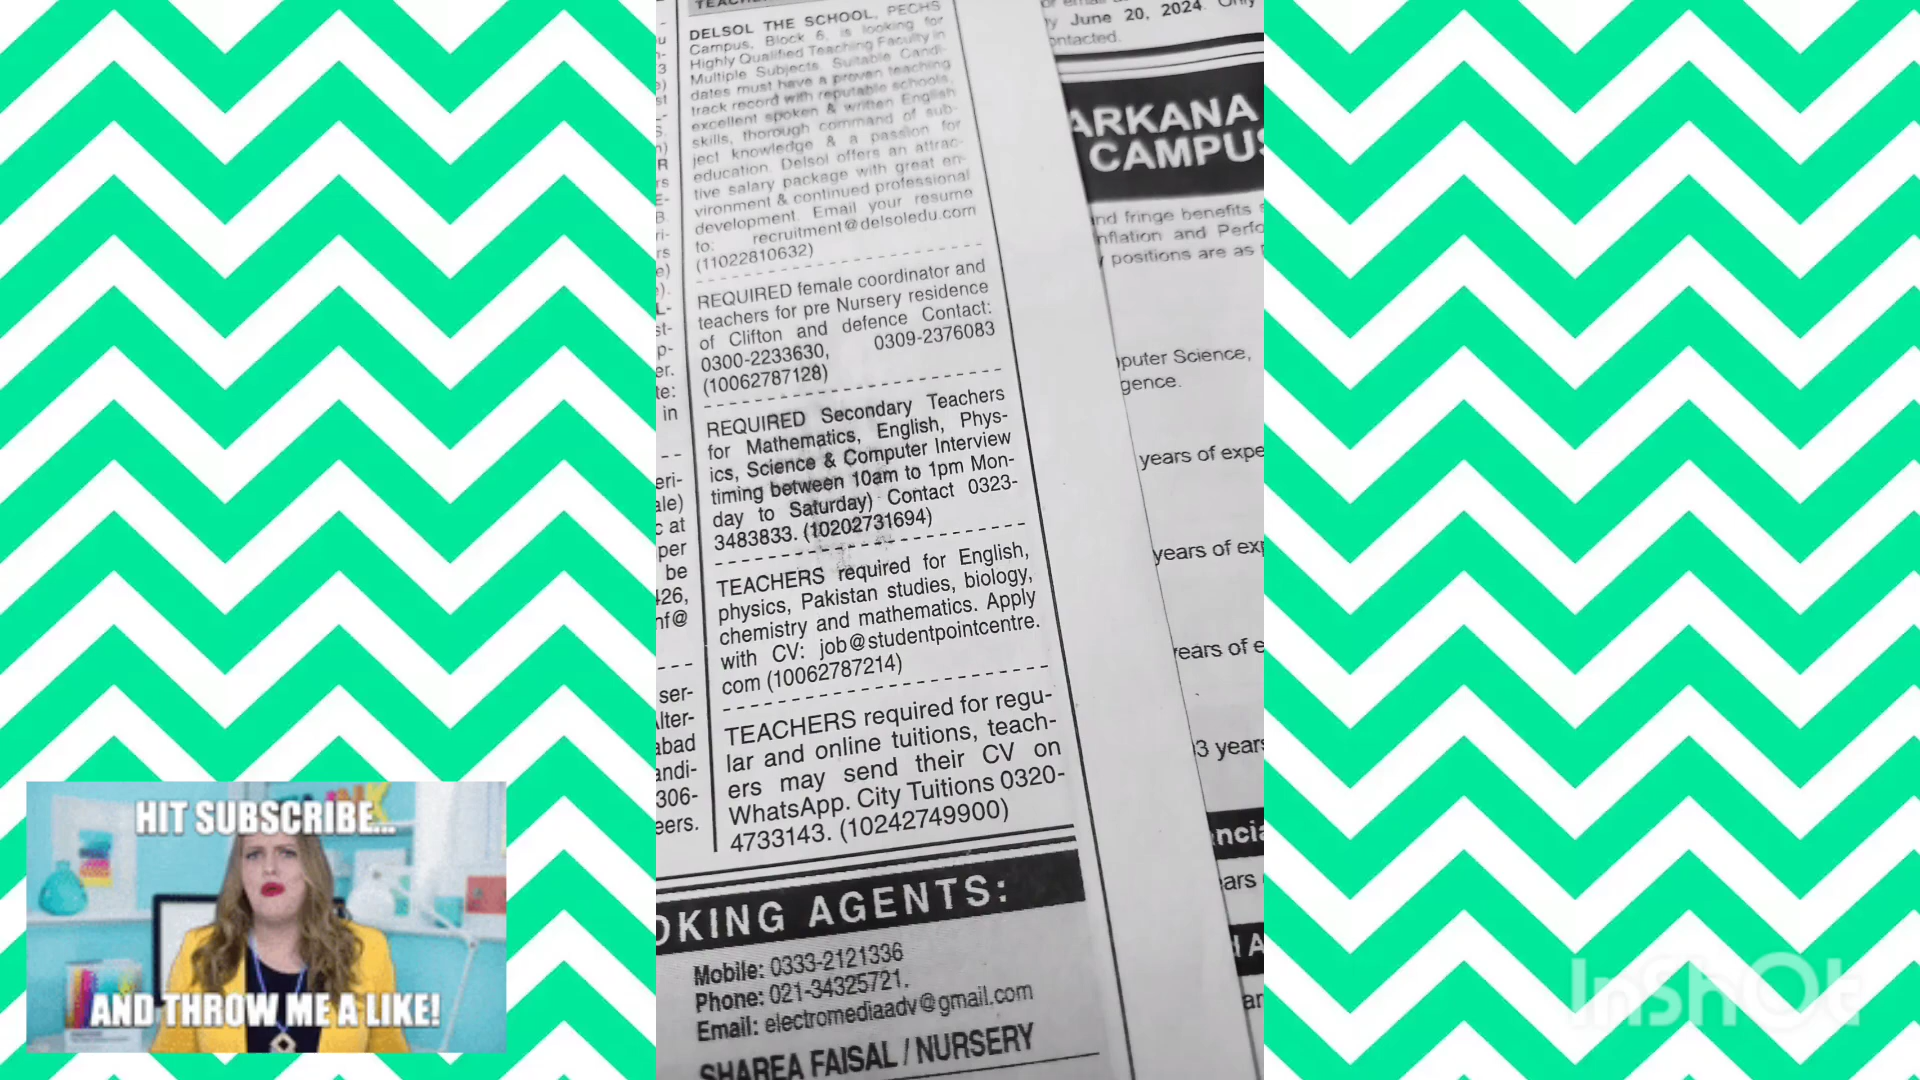 DELSOL THE SCHOOL, PECHS
Campus, Block 6, is looking for
Highly Qualified Teaching Faculty in
Multiple Subjects. Suitable Candi-
dates must have a proven teaching
track record with reputable schools,
excellent spoken & written English
skills, thorough command of sub-
ject knowledge & a passion for
education. Delsol offers an attrac-
tive salary package with great en-
vironment & continued professional
development. Email your resume
to: recruitment@delsoledu.com
(11022810632)
REQUIRED female coordinator and
teachers for pre Nursery residence
of Clifton and defence Contact:
0300-2233630, 0309-2376083
(10062787128)
REQUIRED Secondary Teachers
for Mathematics, English, Phys-
ics, Science & Computer Interview
timing between 10am to 1pm Mon-
day to Saturday) Contact 0323-
3483833. (10202731694)
TEACHERS required for English,
physics, Pakistan studies, biology,
chemistry and mathematics. Apply
with CV: job@studentpointcentre.
com (10062787214)
TEACHERS required for regu-
lar and online tuitions, teach-
ers may send their CV on
WhatsApp. City Tuitions 0320-
4733143. (10242749900)
OKING AGENTS:
Mobile: 0333-2121336
Phone: 021-34325721.
Email: electromediaadv@gmail.com
SHAREA FAISAL / NURSERY
June 20, 2024. Only
ontacted.
ARKANA
CAMPUS
nd fringe benefits
nflation and Perfo
positions are as
puter Science,
gence.
years of expe
years of exp
years of e
3 years
ncia
ars
HIT SUBSCRIBE...
AND THROW ME A LIKE!
InShOt